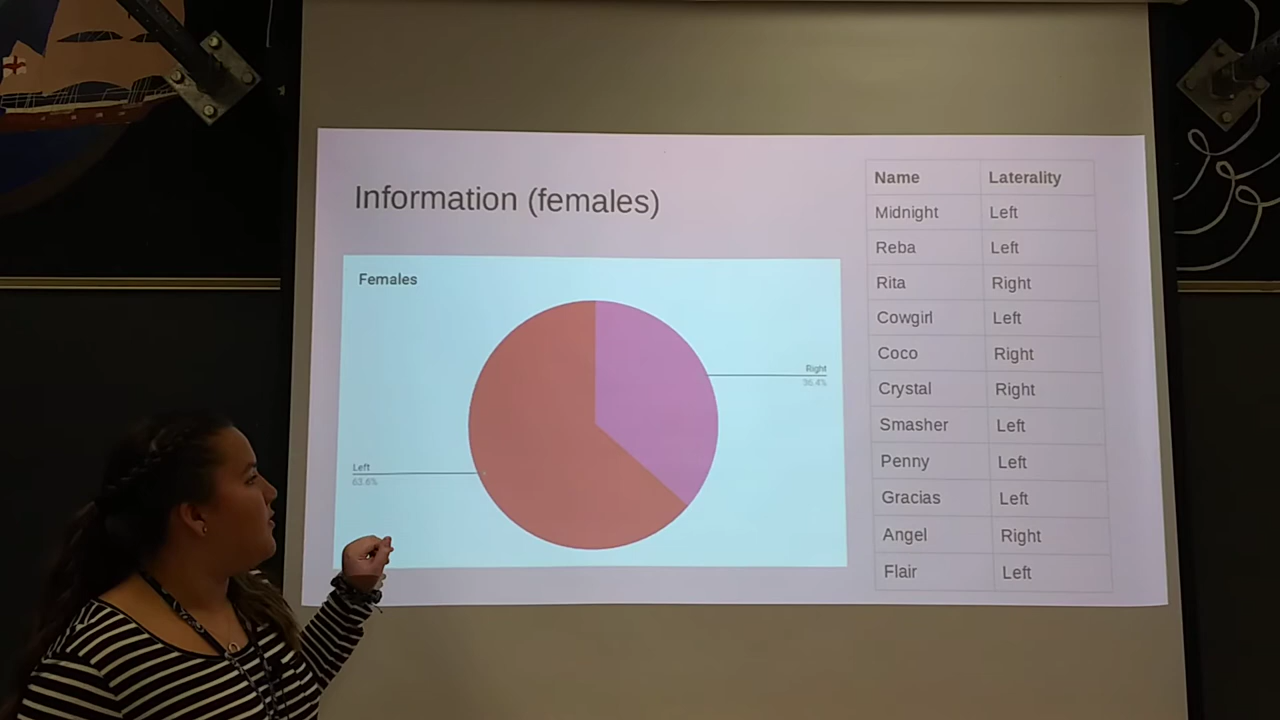 Information (females)
Females
Right
36.4%
Left
63.6%
Name Laterality
Midnight Left
Reba Left
Rita Right
Cowgirl Left
Coco Right
Crystal Right
Smasher Left
Penny Left
Gracias Left
Angel Right
Flair Left